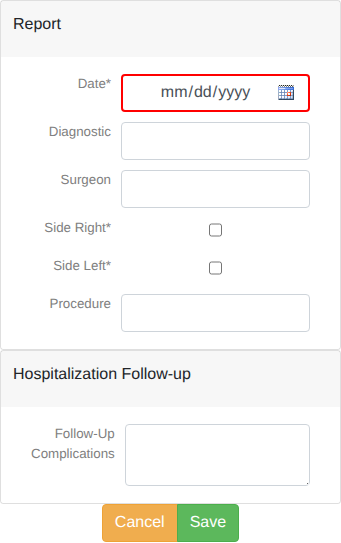 Report
Date*
mm/dd/yyyy
Diagnostic
Surgeon
Side Right*
Side Left*
Procedure
Hospitalization Follow-up
Follow-Up
Complications
Cancel Save